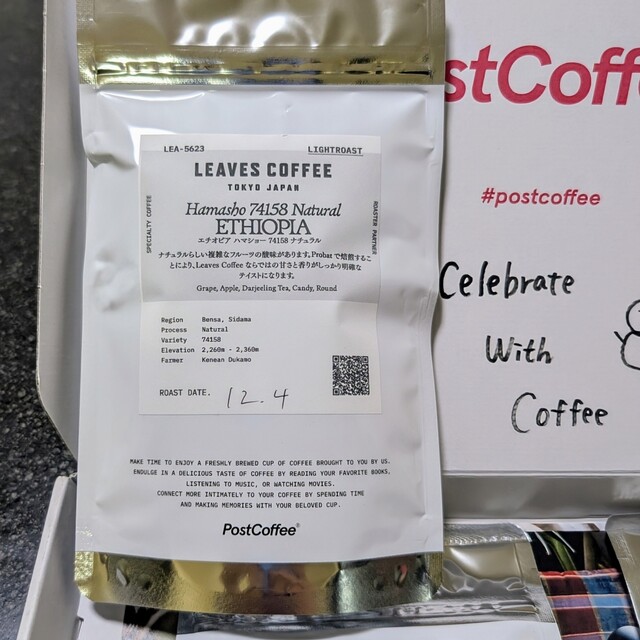 LEA-5623 LIGHTROAST
LEAVES COFFEE
TOKYO JAPAN
SPECIALTY COFFEE
ROASTER PARTNER
Hamasho 74158 Natural
ETHIOPIA
エチオピア ハマショー 74158 ナチュラル
ナチュラルらしい複雑なフルーツの酸味があります。Probatで焙煎するこ
とにより、Leaves Coffee ならではの甘さと香りがしっかり明確な
テイストになります。
Grape, Apple, Darjeeling Tea, Candy, Round
Region Bensa, Sidama
Process Natural
Variety 74158
Elevation 2,260m - 2,360m
Farmer Kenean Dukamo
ROAST DATE. 12.4
MAKE TIME TO ENJOY A FRESHLY BREWED CUP OF COFFEE BROUGHT TO YOU BY US.
ENDULGE IN A DELICIOUS TASTE OF COFFEE BY READING YOUR FAVORITE BOOKS,
LISTENING TO MUSIC, OR WATCHING MOVIES.
CONNECT MORE INTIMATELY TO YOUR COFFEE BY SPENDING TIME
AND MAKING MEMORIES WITH YOUR BELOVED CUP.
PostCoffee®
stCoffe
#postcoffee
Celebrate
With
Coffee